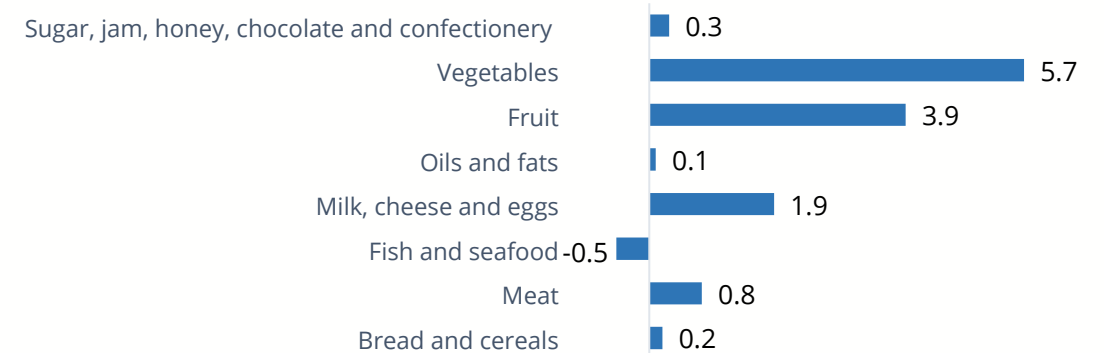 Sugar, jam, honey, chocolate and confectionery 0.3
Vegetables 5.7
Fruit 3.9
Oils and fats 0.1
Milk, cheese and eggs 1.9
Fish and seafood -0.5
Meat 0.8
Bread and cereals 0.2